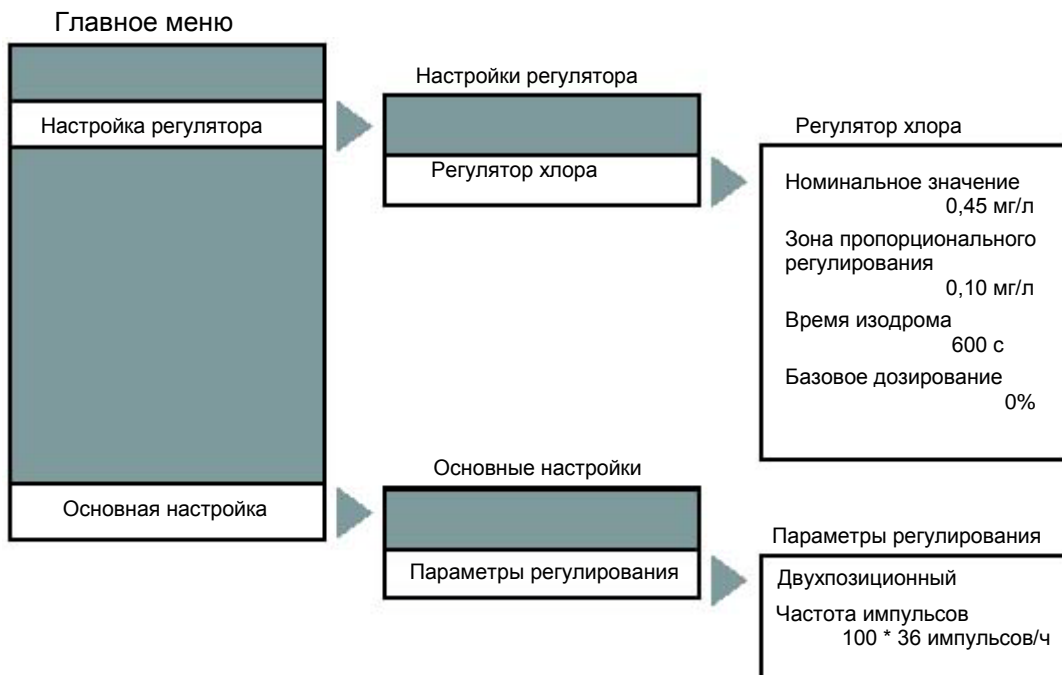 Главное меню
Настройка регулятора
Основная настройка
Настройки регулятора
Регулятор хлора
Регулятор хлора
Номинальное значение
0,45 мг/л
Зона пропорционального
регулирования
0,10 мг/л
Время изодрома
600 с
Базовое дозирование
0%
Основные настройки
Параметры регулирования
Параметры регулирования
Двухпозиционный
Частота импульсов
100 * 36 импульсов/ч